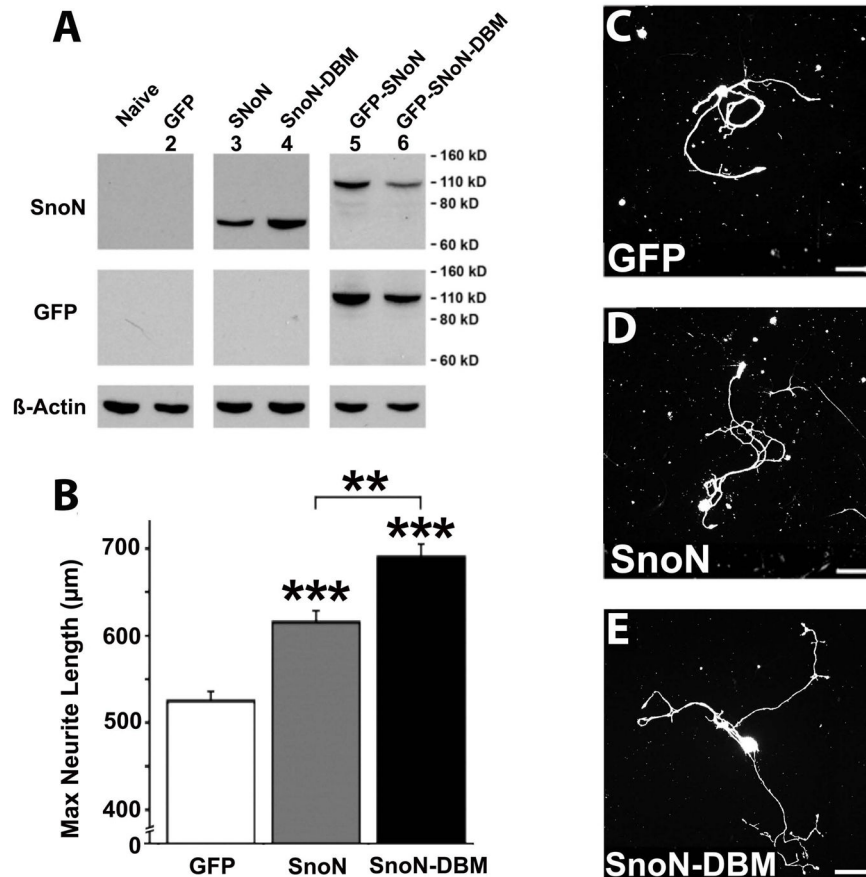 A
Naive
GFP
SNoN
SnoN-DBM
GFP-SNoN
GFP-SNoN-DBM
2 3 4 5 6
SnoN
- 160 kD
- 110 kD
- 80 kD
- 60 kD
GFP
- 160 kD
- 110 kD
- 80 kD
- 60 kD
ß-Actin
B
Max Neurite Length (µm)
700
600
500
400
0
**
***
***
GFP SnoN SnoN-DBM
C
GFP
D
SnoN
E
SnoN-DBM